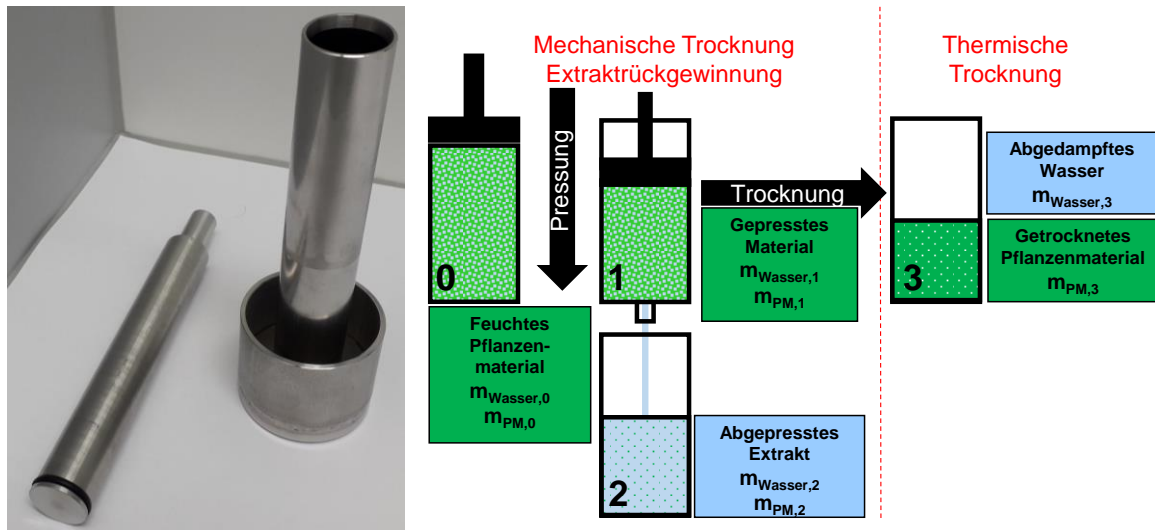 Mechanische Trocknung
Extraktrückgewinnung
Thermische
Trocknung
Pressung
0
Feuchtes
Pflanzen-
material
mWasser,0
mPM,0
1
Trocknung
Gepresstes
Material
mWasser,1
mPM,1
2
Abgepresstes
Extrakt
mWasser,2
mPM,2
3
Abgedampftes
Wasser
mWasser,3
Getrocknetes
Pflanzenmaterial
mPM,3